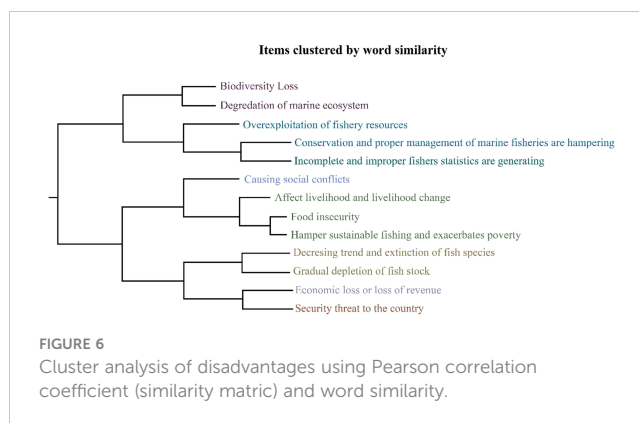 Items clustered by word similarity
Biodiversity Loss
Degredation of marine ecosystem
Overexploitation of fishery resources
Conservation and proper management of marine fisheries are hampering
Incomplete and improper fishers statistics are generating
Causing social conflicts
Affect livelihood and livelihood change
Food insecurity
Hamper sustainable fishing and exacerbates poverty
Decresing trend and extinction of fish species
Gradual depletion of fish stock
Economic loss or loss of revenue
Security threat to the country
FIGURE 6
Cluster analysis of disadvantages using Pearson correlation
coefficient (similarity matric) and word similarity.